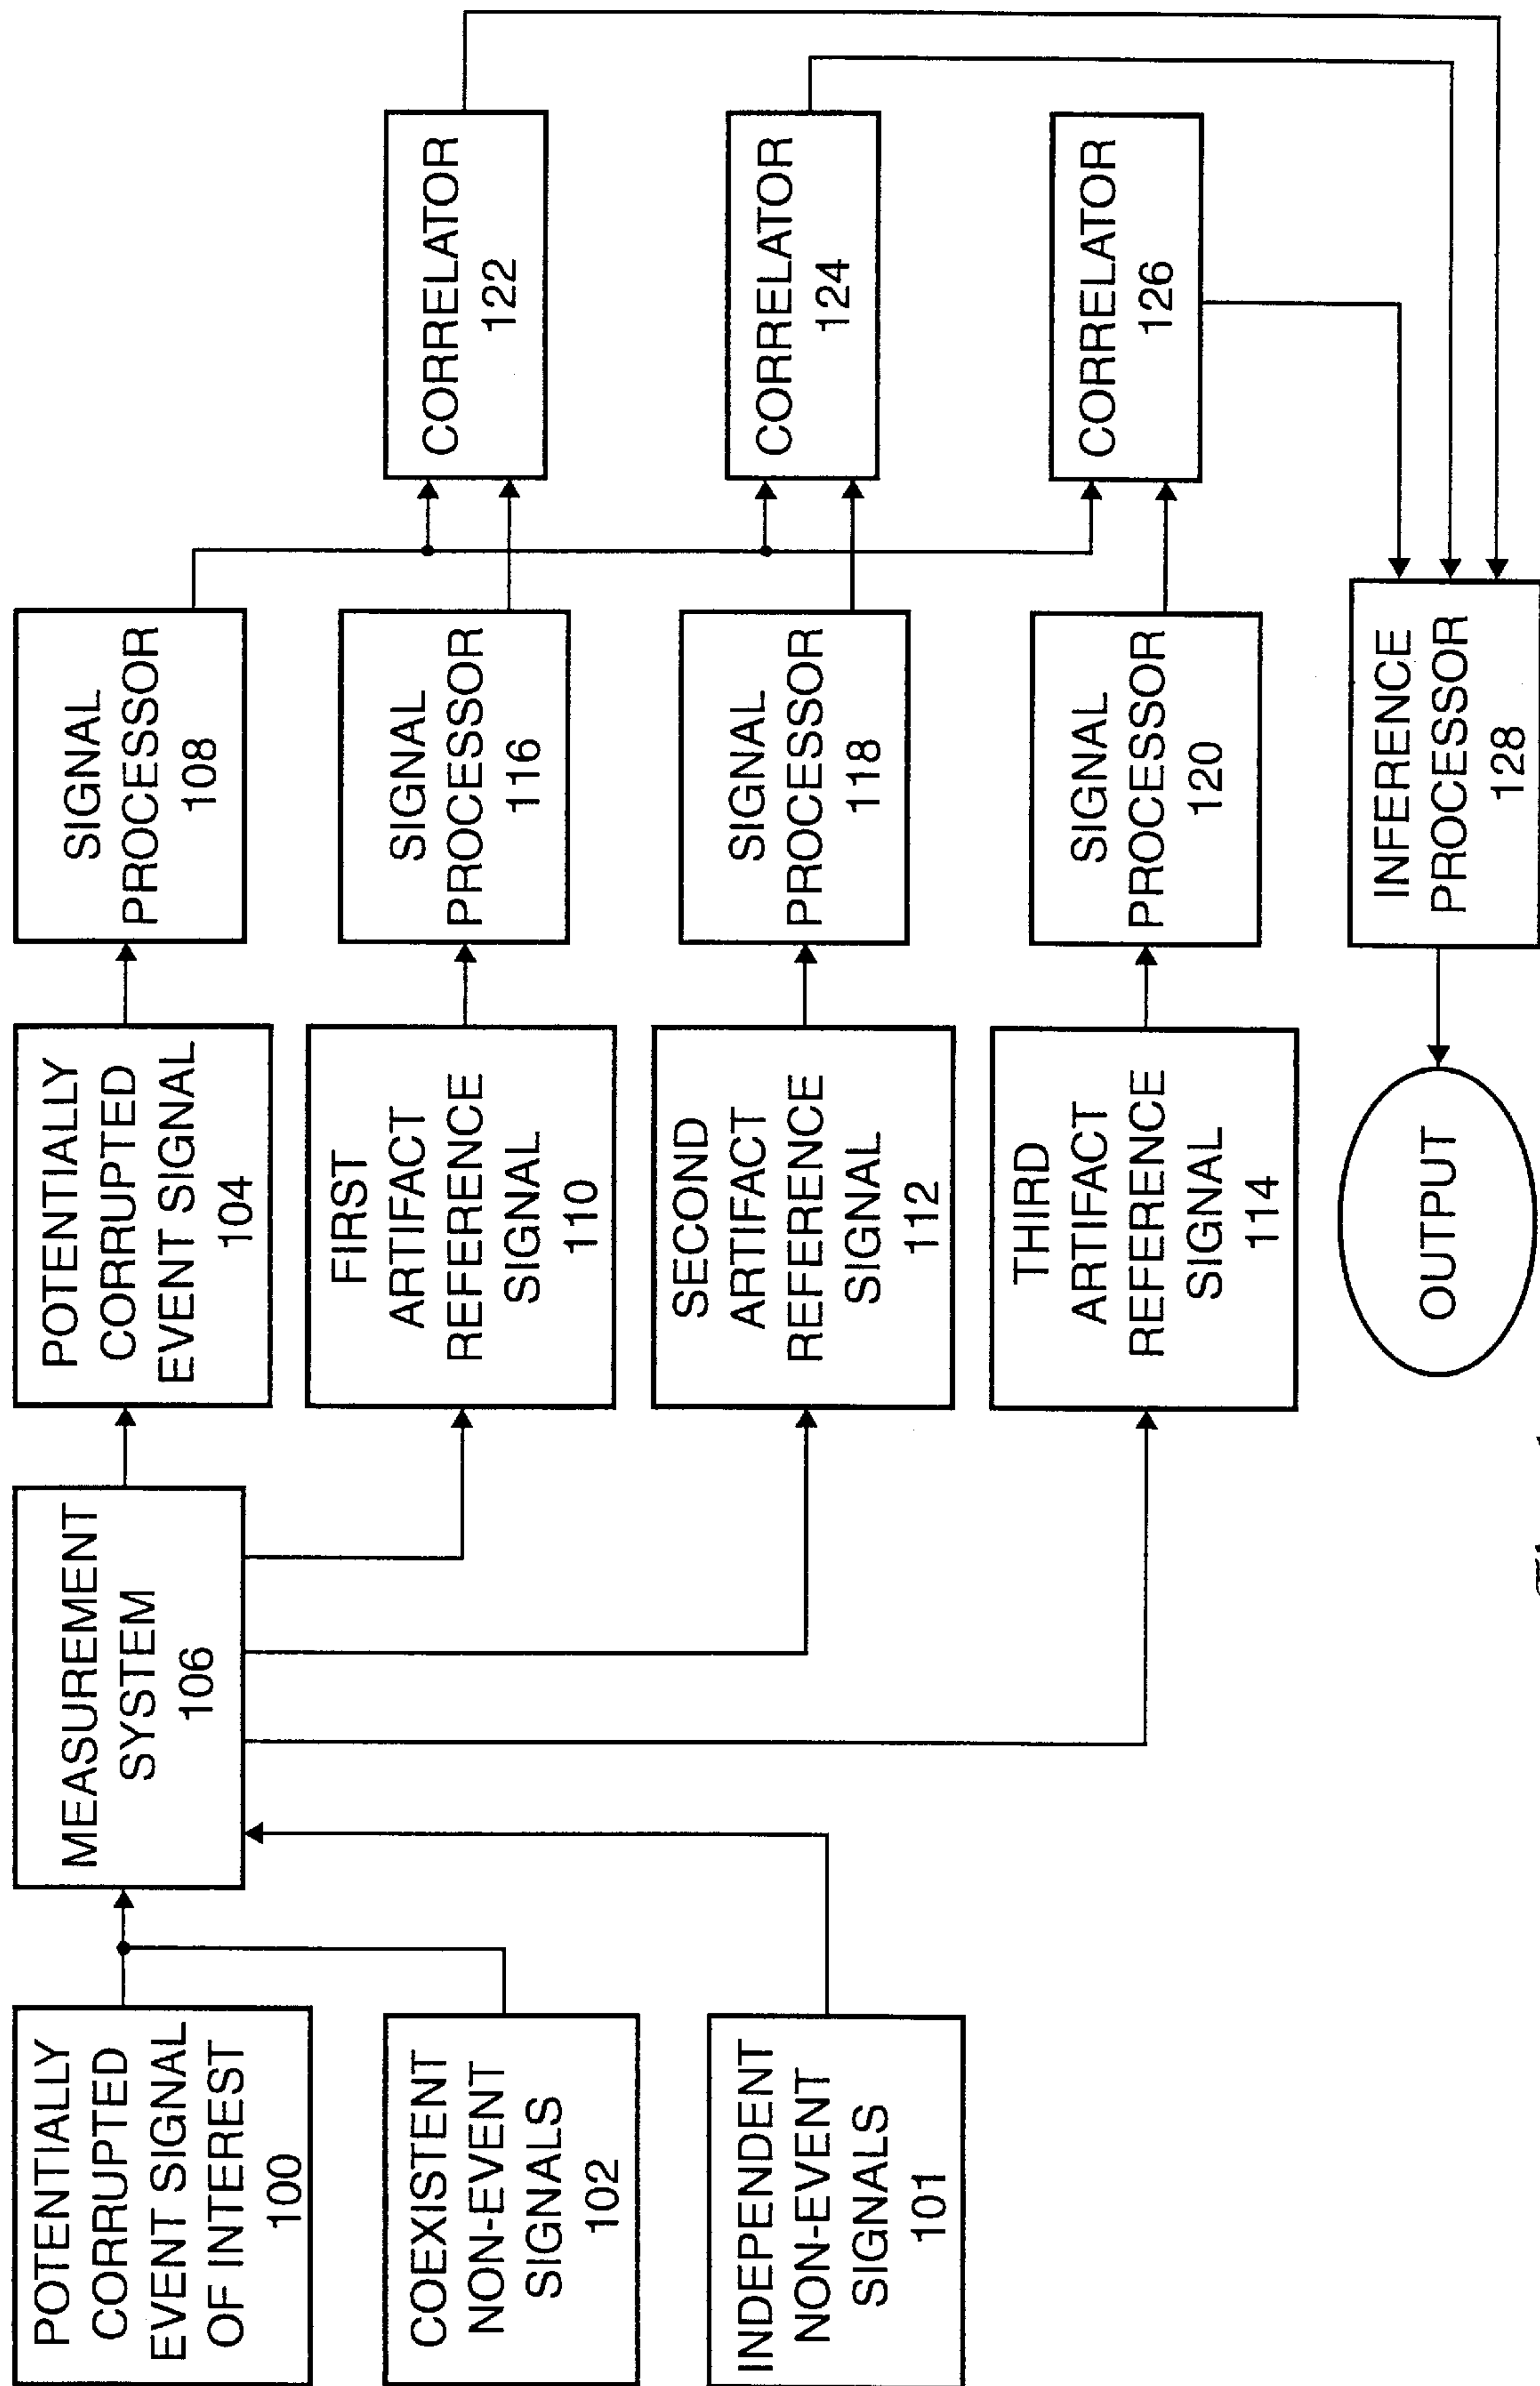 POTENTIALLY
CORRUPTED
EVENT SIGNAL
OF INTEREST
100
COEXISTENT
NON-EVENT
SIGNALS
102
INDEPENDENT
NON-EVENT
SIGNALS
101
MEASUREMENT
SYSTEM
106
POTENTIALLY
CORRUPTED
EVENT SIGNAL
104
FIRST
ARTIFACT
REFERENCE
SIGNAL
110
SECOND
ARTIFACT
REFERENCE
SIGNAL
112
THIRD
ARTIFACT
REFERENCE
SIGNAL
114
SIGNAL
PROCESSOR
108
SIGNAL
PROCESSOR
116
SIGNAL
PROCESSOR
118
SIGNAL
PROCESSOR
120
CORRELATOR
122
CORRELATOR
124
CORRELATOR
126
INFERENCE
PROCESSOR
128
OUTPUT